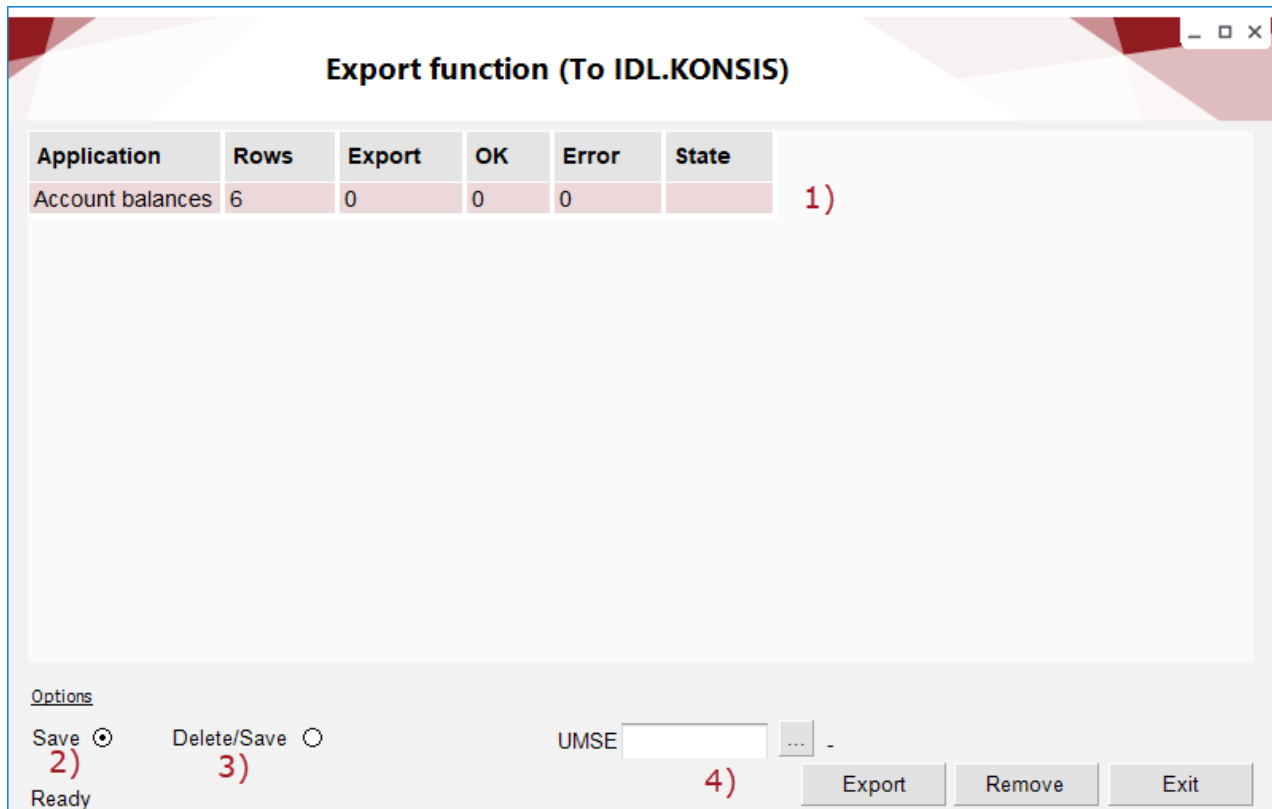 Export function (To IDL.KONSIS)
Application Rows Export OK Error State
Account balances 6 0 0 0 1)
Options
Save Delete/Save UMSE ... -
2) 3) 4) Export Remove Exit
Ready